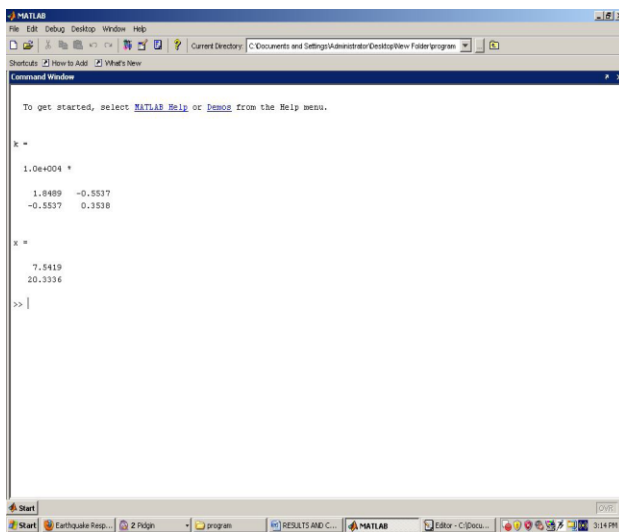 MATLAB
File Edit Debug Desktop Window Help
Current Directory: C:\Documents and Settings\Administrator\Desktop\New Folder\program
Shortcuts How to Add What's New
Command Window
To get started, select MATLAB Help or Demos from the Help menu.
k =
1.0e+004 *
1.8489 -0.5537
-0.5537 0.3538
x =
7.5419
20.3336
>>
Start OVR
Start Earthquake Resp... 2 Pidgin program RESULTS AND C... MATLAB Editor - C:\Docu... 3:14 PM